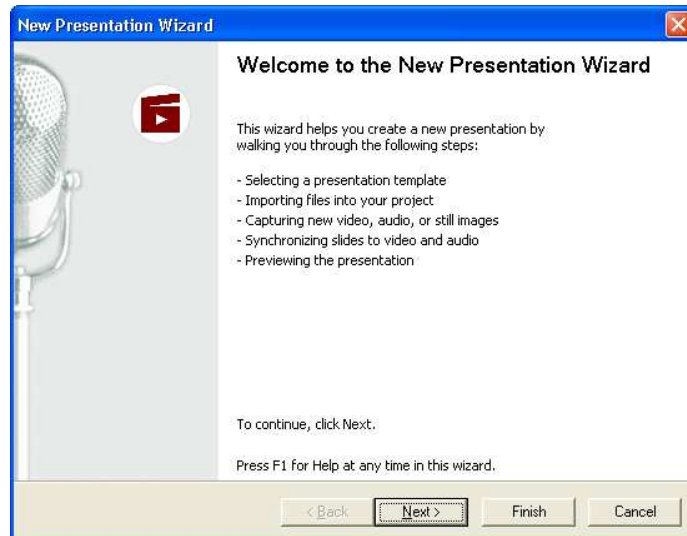 New Presentation Wizard
Welcome to the New Presentation Wizard
This wizard helps you create a new presentation by
walking you through the following steps:
- Selecting a presentation template
- Importing files into your project
- Capturing new video, audio, or still images
- Synchronizing slides to video and audio
- Previewing the presentation
To continue, click Next.
Press F1 for Help at any time in this wizard.
< Back Next > Finish Cancel